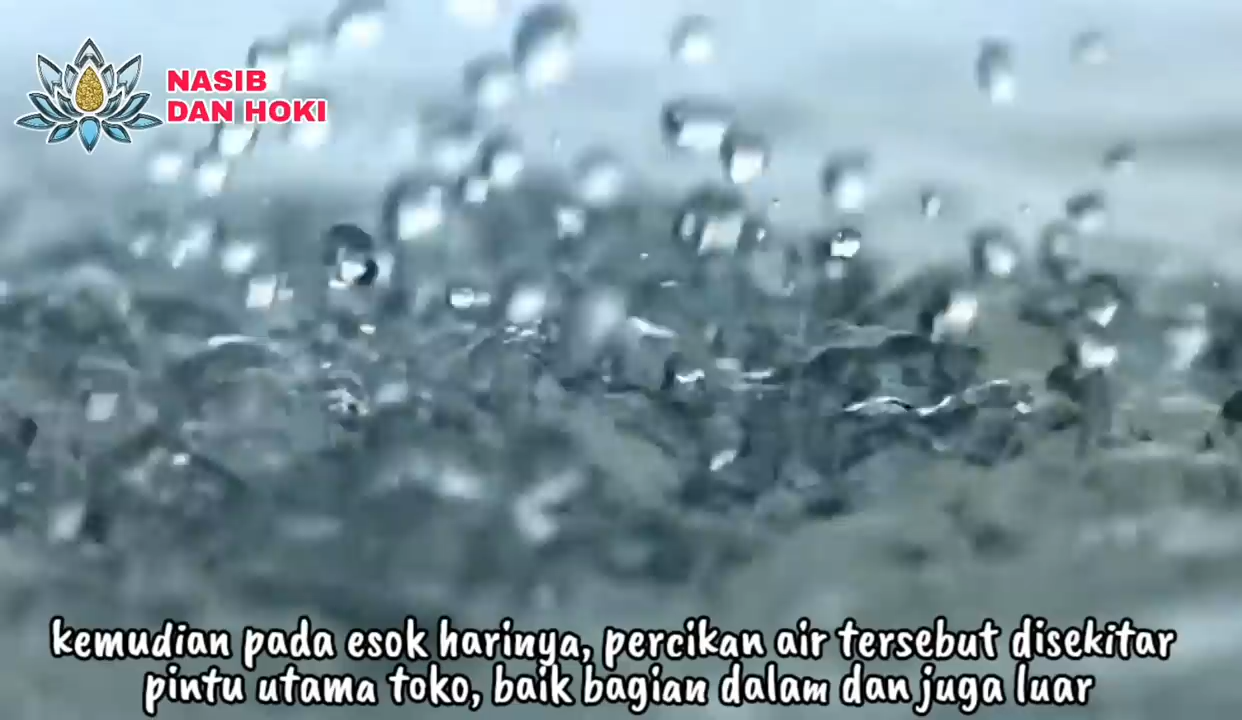 NASIB
DAN HOKI
kemudian pada esok harinya, percikan air tersebut disekitar
pintu utama toko, baik bagian dalam dan juga luar